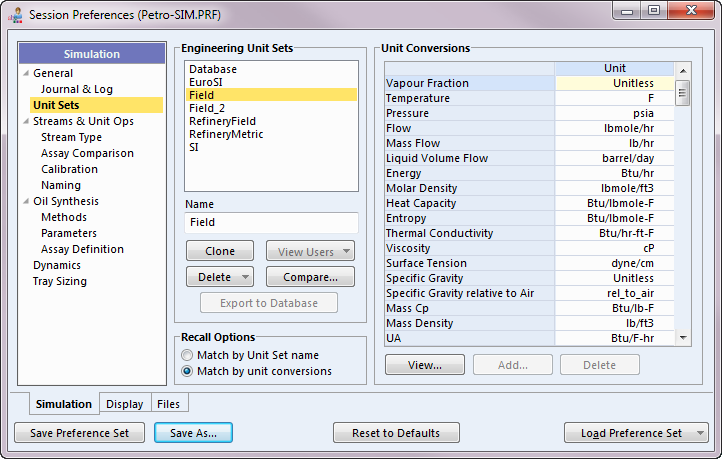 Session Preferences (Petro-SIM.PRF)
Simulation
General
Journal & Log
Unit Sets
Streams & Unit Ops
Stream Type
Assay Comparison
Calibration
Naming
Oil Synthesis
Methods
Parameters
Assay Definition
Dynamics
Tray Sizing
Engineering Unit Sets
Database
EuroSI
Field
Field_2
RefineryField
RefineryMetric
SI
Name
Field
Clone View Users
Delete Compare...
Export to Database
Recall Options
Match by Unit Set name
Match by unit conversions
Unit Conversions
Unit
Vapour Fraction Unitless
Temperature F
Pressure psia
Flow lbmole/hr
Mass Flow lb/hr
Liquid Volume Flow barrel/day
Energy Btu/hr
Molar Density lbmole/ft3
Heat Capacity Btu/lbmole-F
Entropy Btu/lbmole-F
Thermal Conductivity Btu/hr-ft-F
Viscosity cP
Surface Tension dyne/cm
Specific Gravity Unitless
Specific Gravity relative to Air rel_to_air
Mass Cp Btu/lb-F
Mass Density lb/ft3
UA Btu/F-hr
View... Add... Delete
Simulation Display Files
Save Preference Set Save As... Reset to Defaults Load Preference Set